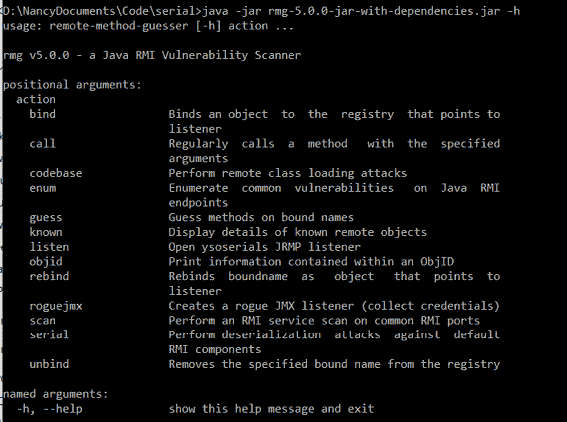 D:\NancyDocuments\Code\serial>java -jar rmg-5.0.0-jar-with-dependencies.jar -h
usage: remote-method-guesser [-h] action ...
rmg v5.0.0 - a Java RMI Vulnerability Scanner
positional arguments:
action
bind Binds an object to the registry that points to
listener
call Regularly calls a method with the specified
arguments
codebase Perform remote class loading attacks
enum Enumerate common vulnerabilities on Java RMI
endpoints
guess Guess methods on bound names
known Display details of known remote objects
listen Open ysoserials JRMP listener
objid Print information contained within an ObjID
rebind Rebinds boundname as object that points to
listener
roguejmx Creates a rogue JMX listener (collect credentials)
scan Perform an RMI service scan on common RMI ports
serial Perform deserialization attacks against default
RMI components
unbind Removes the specified bound name from the registry
named arguments:
-h, --help show this help message and exit